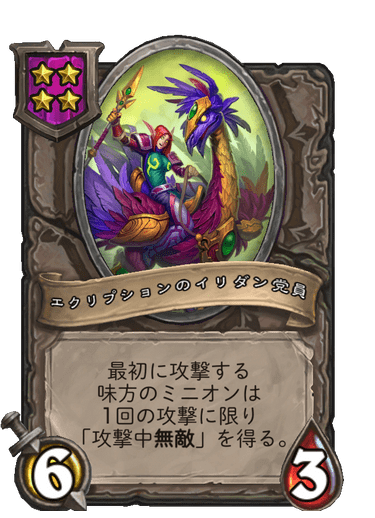 エクリプションのイリダン党員
最初に攻撃する
味方のミニオンは
1回の攻撃に限り
「攻撃中無敵」を得る。
6
3